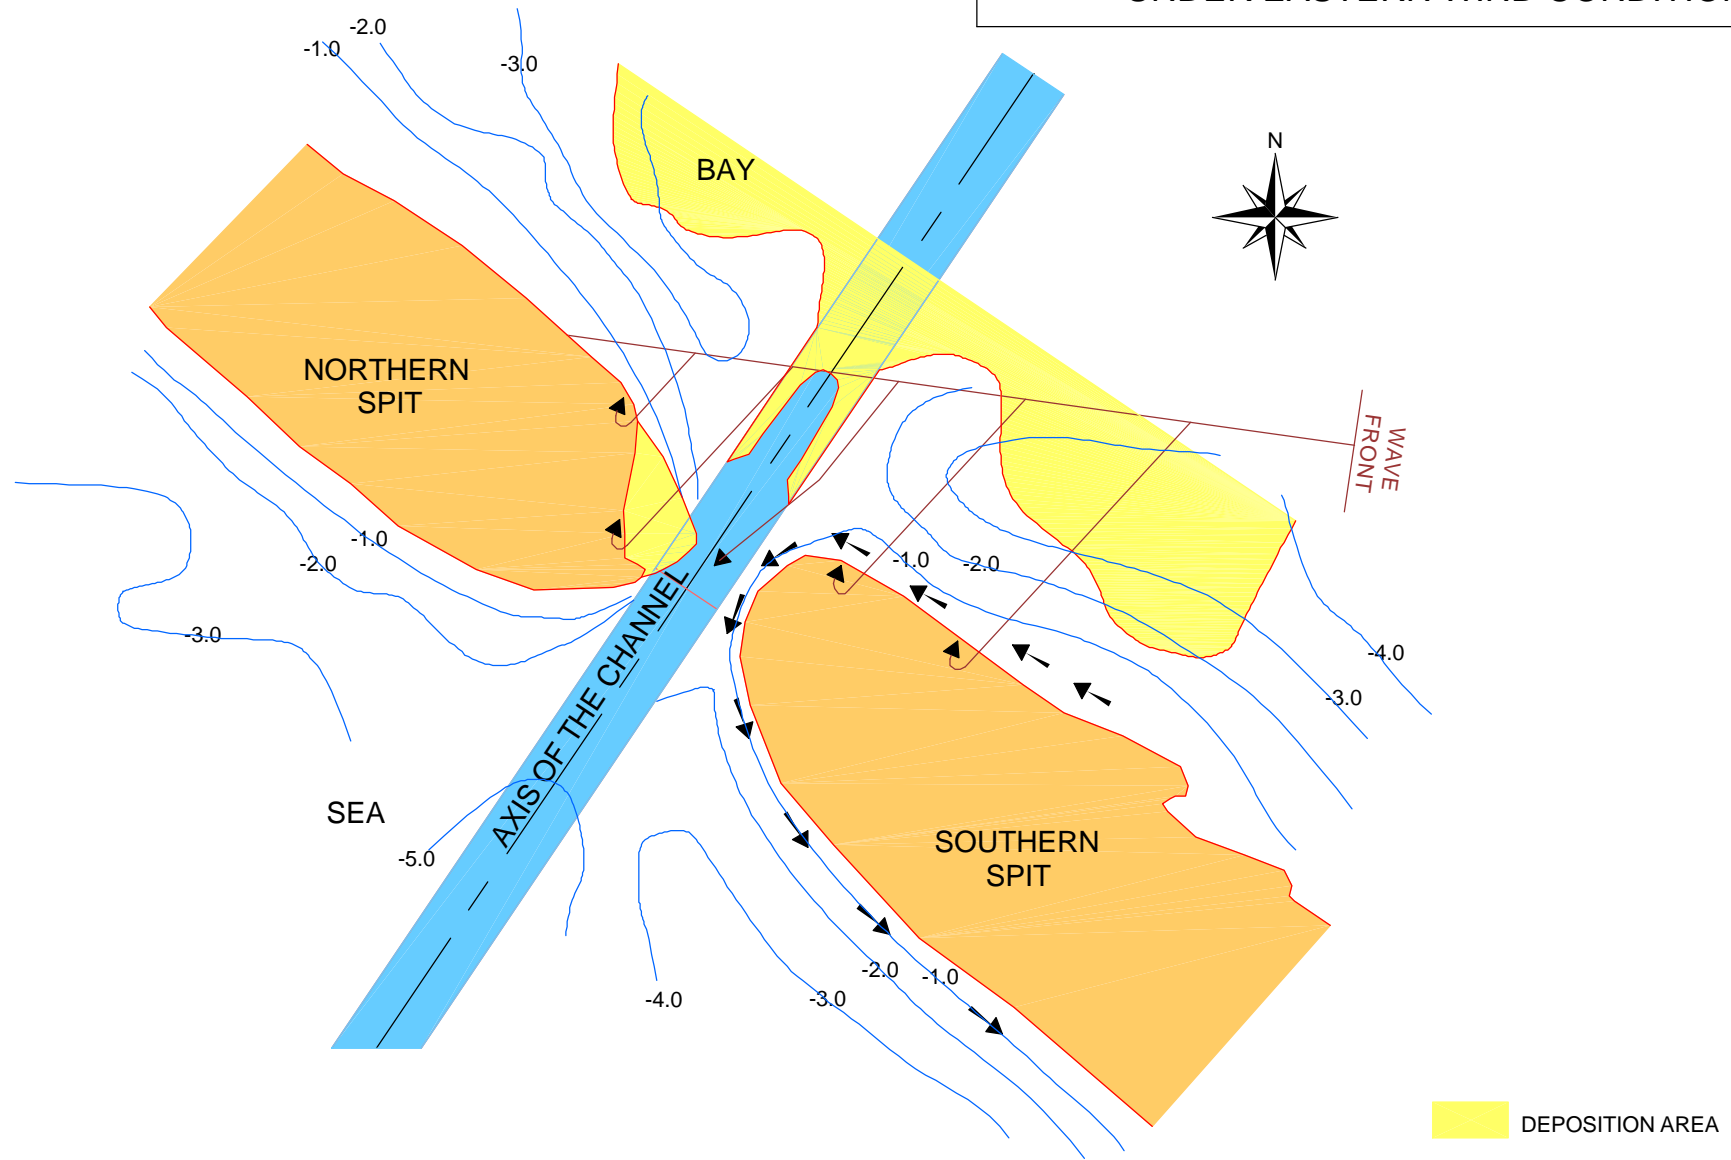 -2.0
-1.0
-3.0
BAY
N
NORTHERN
SPIT
WAVE
FRONT
-1.0
-2.0
-1.0
-2.0
-3.0
-4.0
-3.0
AXIS OF THE CHANNEL
SEA
-5.0
SOUTHERN
SPIT
-2.0
-1.0
-4.0
-3.0
DEPOSITION AREA